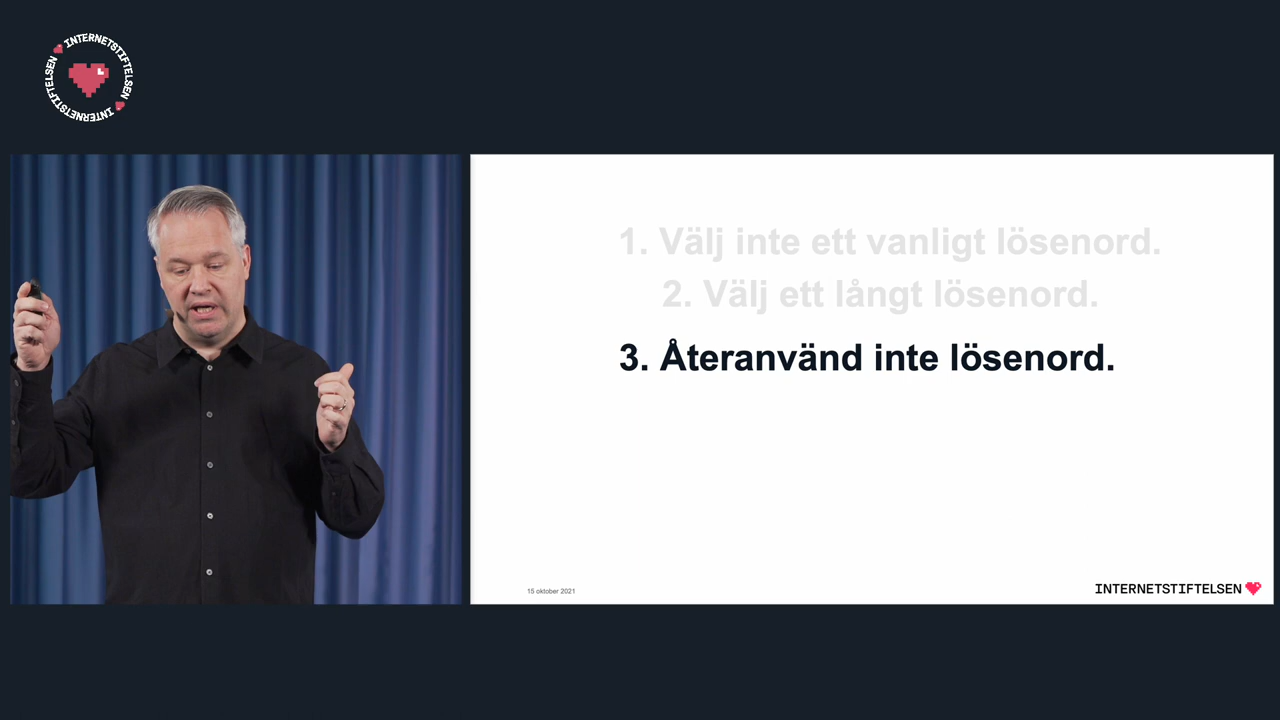 INTERNETSTIFTELSEN
INTERNETSTIFTELSEN
1. Välj inte ett vanligt lösenord.
2. Välj ett långt lösenord.
3. Återanvänd inte lösenord.
15 oktober 2021
INTERNETSTIFTELSEN